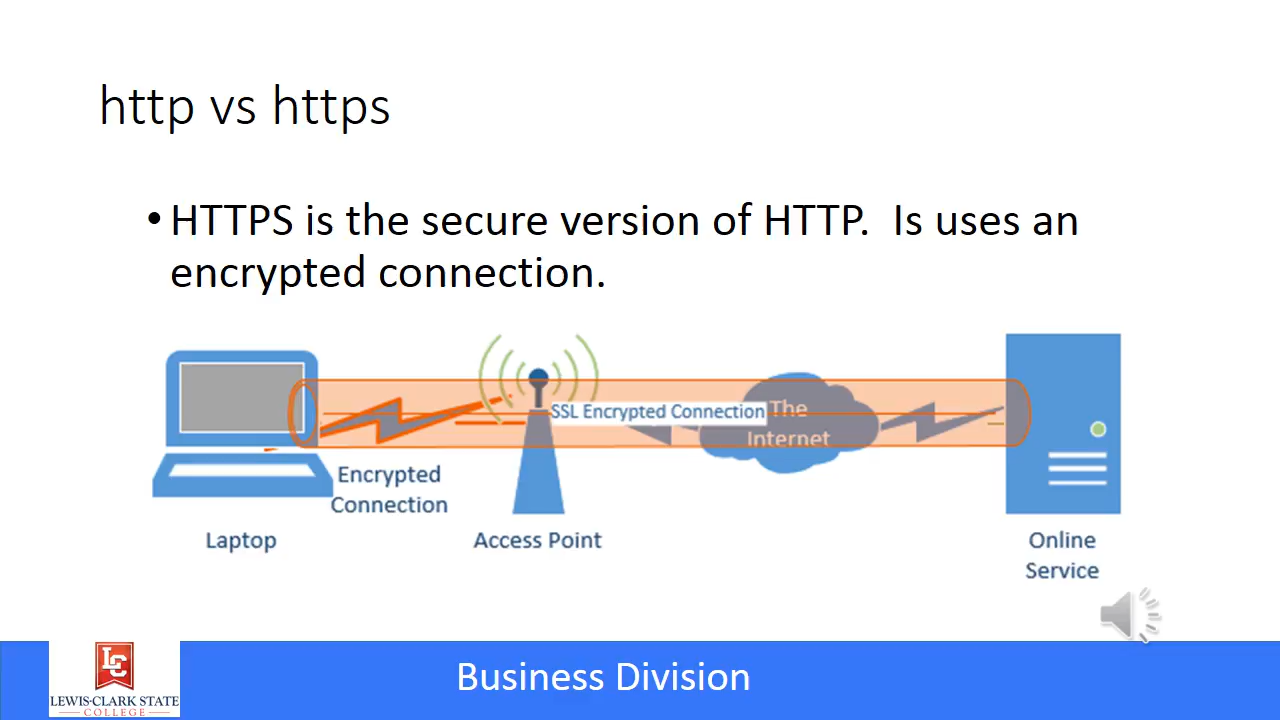 http vs https
• HTTPS is the secure version of HTTP.  Is uses an
encrypted connection.
SSL Encrypted Connection
The
Internet
Encrypted
Connection
Laptop
Access Point
Online
Service
LC
LEWIS-CLARK STATE
COLLEGE
Business Division